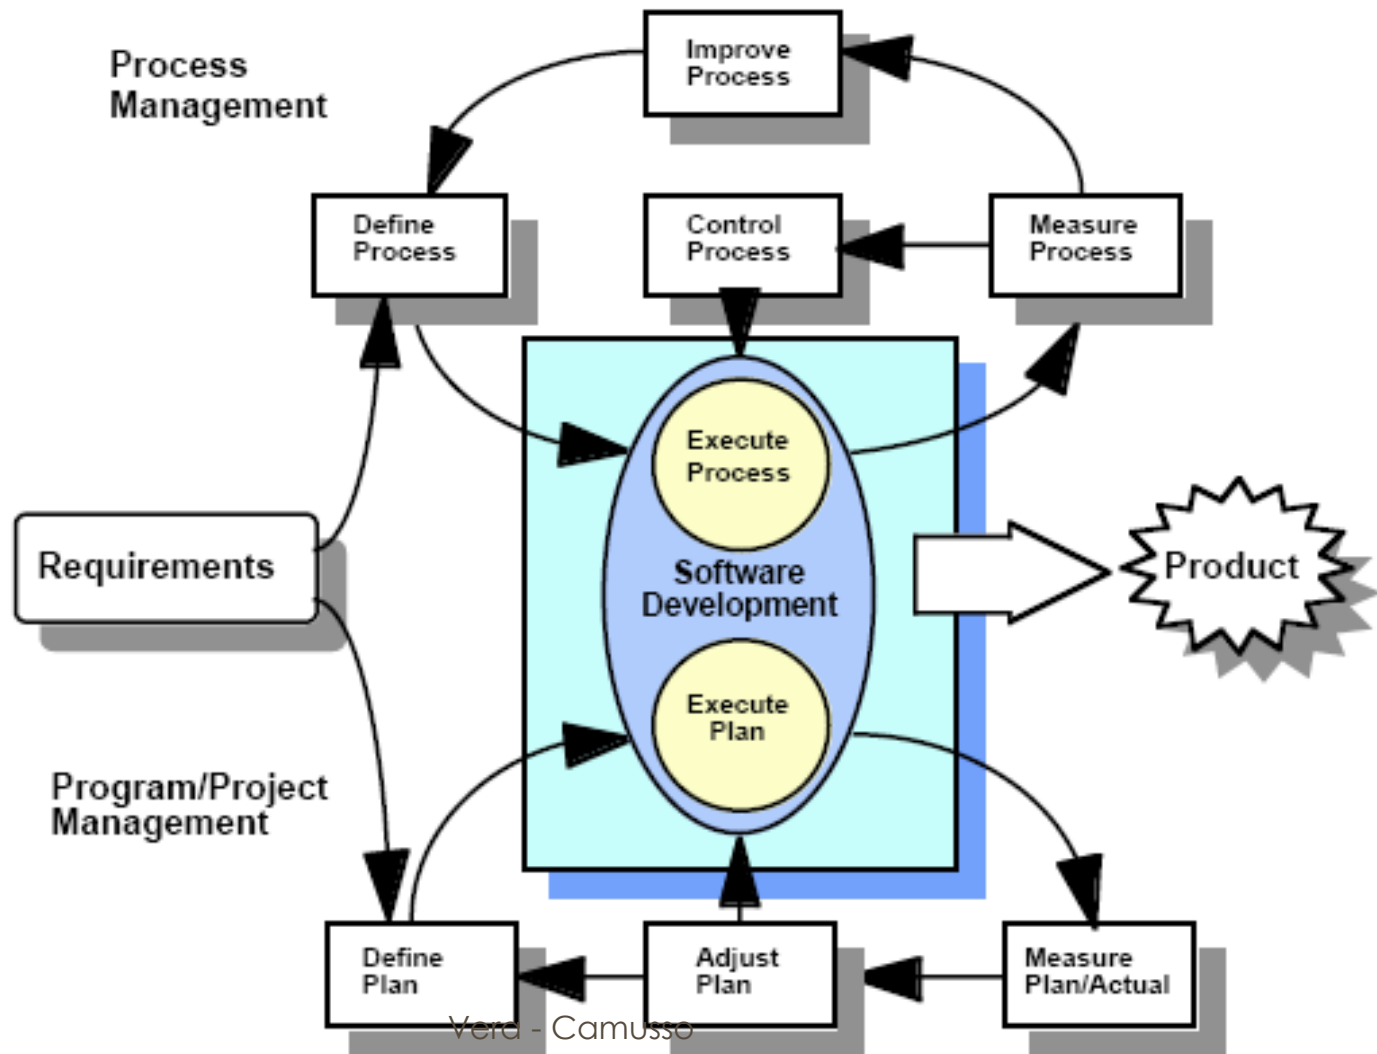 Process
Management
Improve
Process
Define
Process
Control
Process
Measure
Process
Execute
Process
Requirements
Software
Development
Product
Execute
Plan
Program/Project
Management
Define
Plan
Adjust
Plan
Measure
Plan/Actual
Vera - Camusso